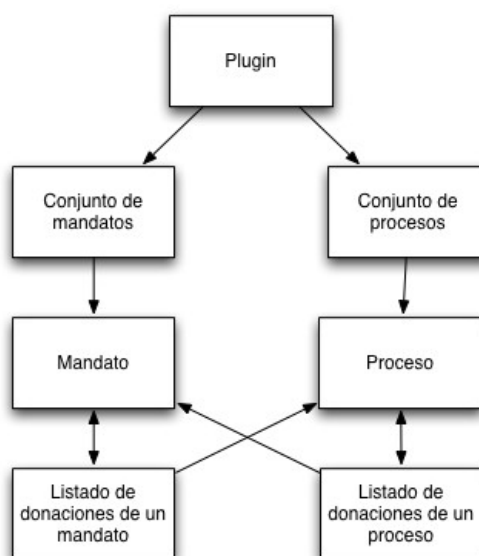 Plugin
Conjunto de
mandatos
Conjunto de
procesos
Mandato
Proceso
Listado de
donaciones de un
mandato
Listado de
donaciones de un
proceso